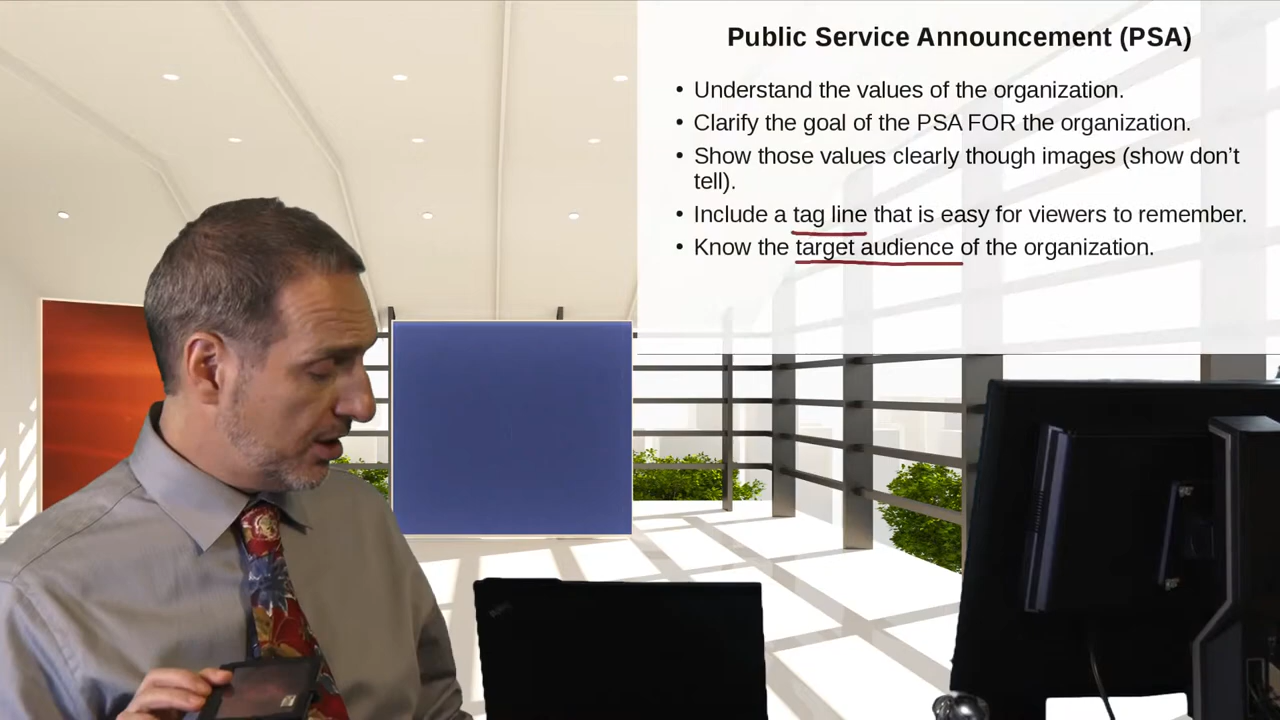 Public Service Announcement (PSA)
• Understand the values of the organization.
• Clarify the goal of the PSA FOR the organization.
• Show those values clearly though images (show don’t
tell).
• Include a tag line that is easy for viewers to remember.
• Know the target audience of the organization.